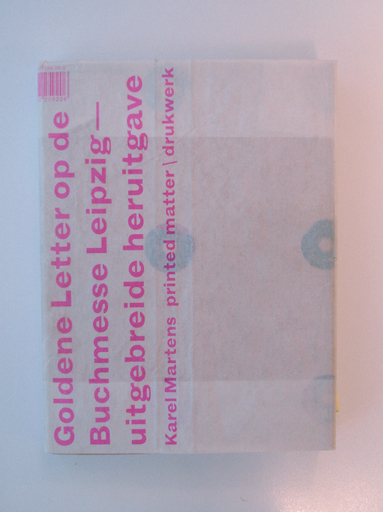 Goldene Letter op de
Buchmesse Leipzig—
uitgebreide heruitgave
Karel Martens printed matter \ drukwerk